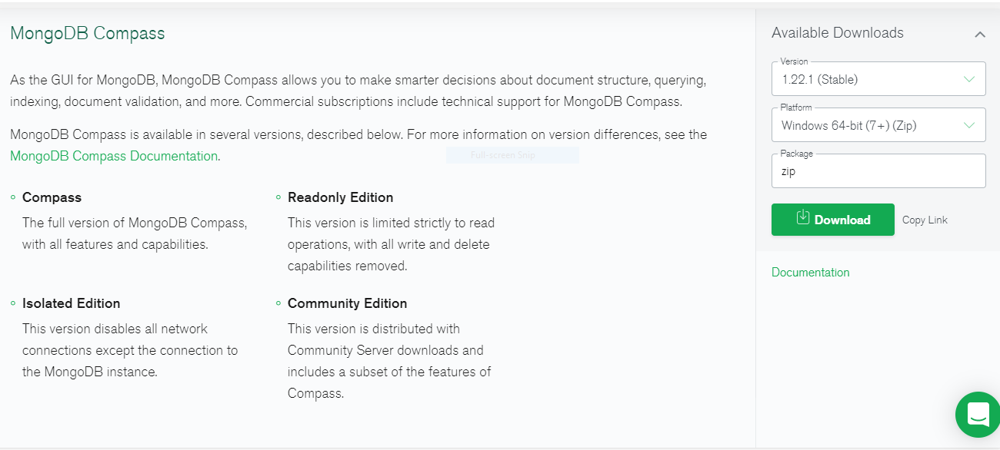 MongoDB Compass
As the GUI for MongoDB, MongoDB Compass allows you to make smarter decisions about document structure, querying,
indexing, document validation, and more. Commercial subscriptions include technical support for MongoDB Compass.
MongoDB Compass is available in several versions, described below. For more information on version differences, see the
MongoDB Compass Documentation.
Full-screen Snip
Compass
The full version of MongoDB Compass,
with all features and capabilities.
Readonly Edition
This version is limited strictly to read
operations, with all write and delete
capabilities removed.
Isolated Edition
This version disables all network
connections except the connection to
the MongoDB instance.
Community Edition
This version is distributed with
Community Server downloads and
includes a subset of the features of
Compass.
Available Downloads
Version
1.22.1 (Stable)
Platform
Windows 64-bit (7+) (Zip)
Package
zip
Download
Copy Link
Documentation